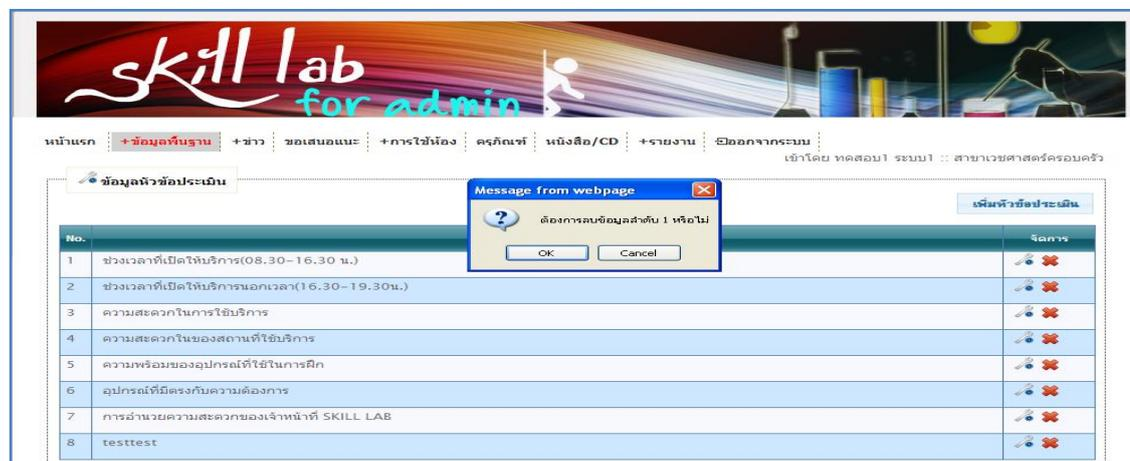 skill lab
for admin
หน้าแรก +ข้อมูลพื้นฐาน +ข่าว ขอเสนอแนะ +การใช้ห้อง ครุภัณฑ์ หนังสือ/CD +รายงาน ออกจากระบบ
เข้าโดย ทดสอบ1 ระบบ1 :: สาขาเวชศาสตร์ครอบครัว
ข้อมูลหัวข้อประเมิน
Message from webpage
ต้องการลบข้อมูลลำดับ 1 หรือไม่
OK Cancel
เพิ่มหัวข้อประเมิน
No. จัดการ
1 ช่วงเวลาที่เปิดให้บริการ(08.30-16.30 น.)
2 ช่วงเวลาที่เปิดให้บริการนอกเวลา(16.30-19.30น.)
3 ความสะดวกในการใช้บริการ
4 ความสะดวกในของสถานที่ใช้บริการ
5 ความพร้อมของอุปกรณ์ที่ใช้ในการฝึก
6 อุปกรณ์ที่มีตรงกับความต้องการ
7 การอำนวยความสะดวกของเจ้าหน้าที่ SKILL LAB
8 testtest